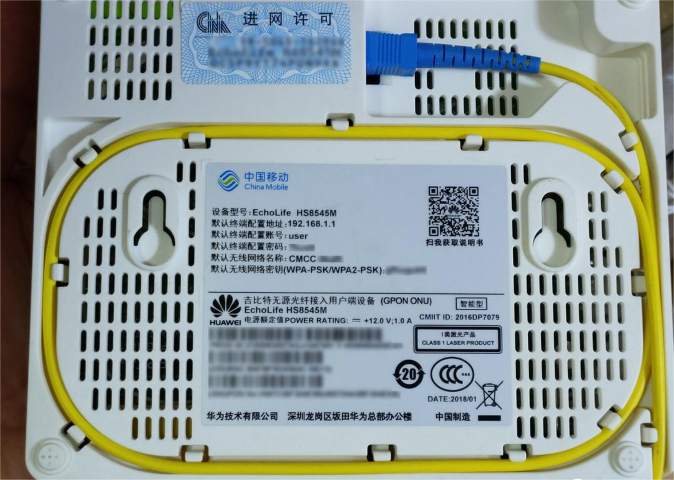 CNA 进网许可
中国移动
China Mobile
设备型号:EchoLife HS8545M
默认终端配置地址:192.168.1.1
默认终端配置账号:user
默认终端配置密码:
默认无线网络名称:CMCC
默认无线网络密钥(WPA-PSK/WPA2-PSK):
扫我获取说明书
吉比特无源光纤接入用户端设备 (GPON ONU)
智能型
EchoLife HS8545M
CMIIT ID: 2016DP7079
HUAWEI
电源额定值POWER RATING: ⎓ +12.0 V;1.0 A
1类激光产品
CLASS 1 LASER PRODUCT
20
CCC
DATE:2018/01
华为技术有限公司 深圳龙岗区坂田华为总部办公楼 中国制造